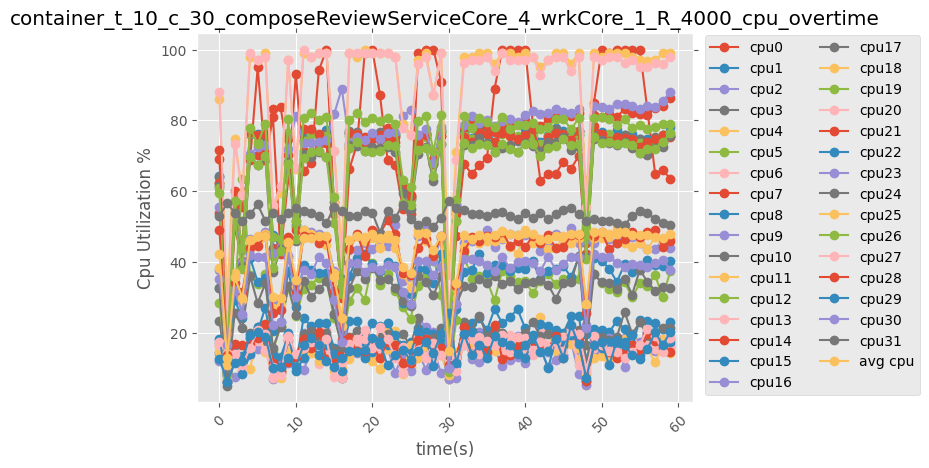 container_t_10_c_30_composeReviewServiceCore_4_wrkCore_1_R_4000_cpu_overtime
100
80
60
40
20
Cpu Utilization %
0
10
20
30
40
50
60
time(s)
cpu0
cpu1
cpu2
cpu3
cpu4
cpu5
cpu6
cpu7
cpu8
cpu9
cpu10
cpu11
cpu12
cpu13
cpu14
cpu15
cpu16
cpu17
cpu18
cpu19
cpu20
cpu21
cpu22
cpu23
cpu24
cpu25
cpu26
cpu27
cpu28
cpu29
cpu30
cpu31
avg cpu